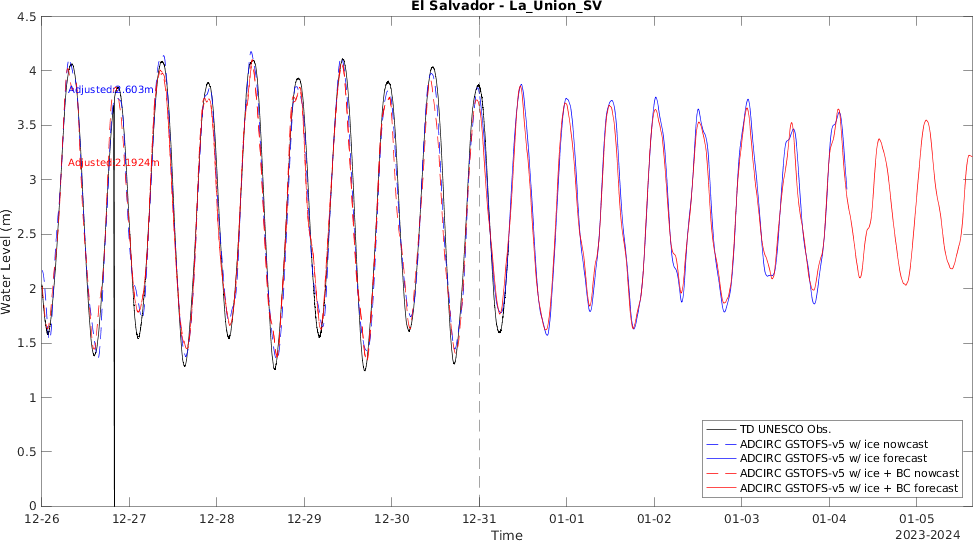 El Salvador - La_Union_SV
4.5
4
3.5
3
2.5
2
1.5
1
0.5
0
Water Level (m)
Adjusted 2.1924m
TD UNESCO Obs.
ADCIRC GSTOFS-v5 w/ ice nowcast
ADCIRC GSTOFS-v5 w/ ice forecast
ADCIRC GSTOFS-v5 w/ ice + BC nowcast
ADCIRC GSTOFS-v5 w/ ice + BC forecast
12-26 12-27 12-28 12-29 12-30 12-31 01-01 01-02 01-03 01-04 01-05
Time
2023-2024